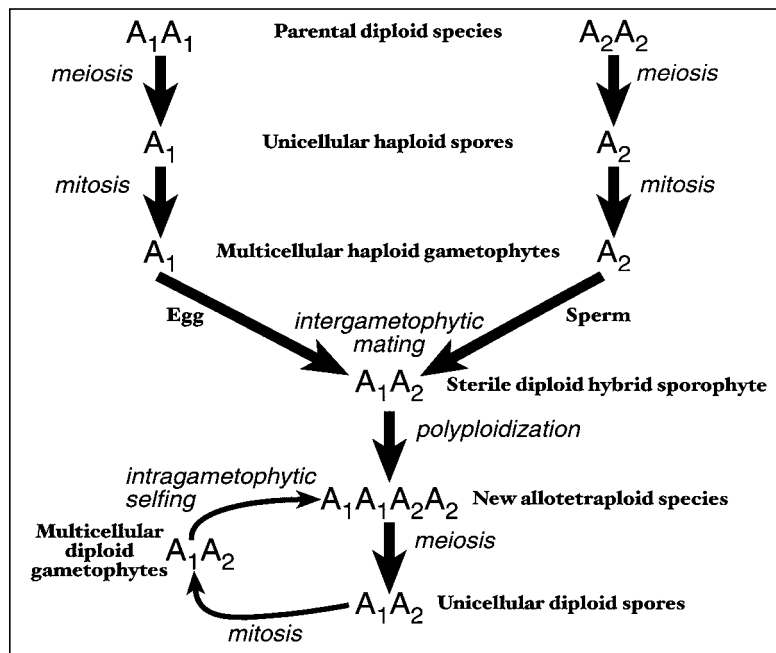 A₁A₁ Parental diploid species A₂A₂
meiosis meiosis
A₁ Unicellular haploid spores A₂
mitosis mitosis
A₁ Multicellular haploid gametophytes A₂
Egg intergametophytic mating Sperm
A₁A₂ Sterile diploid hybrid sporophyte
polyploidization
intragametophytic
selfing
A₁A₁A₂A₂ New allotetraploid species
Multicellular
diploid
gametophytes
A₁A₂
meiosis
A₁A₂ Unicellular diploid spores
mitosis